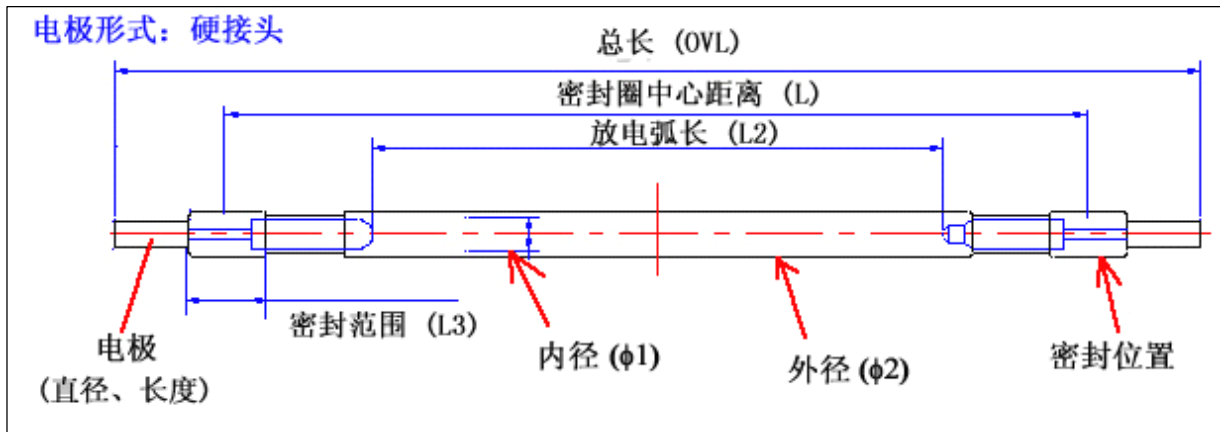 电极形式：硬接头
总长 (OVL)
密封圈中心距离 (L)
放电弧长 (L2)
密封范围 (L3)
电极
(直径、长度)
内径 (ϕ1)
外径 (ϕ2)
密封位置